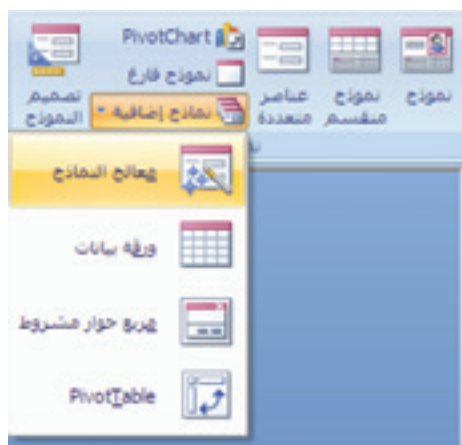 نموذج
نموذج منقسم
عناصر متعددة
PivotChart
نموذج فارغ
نماذج إضافية
تصميم النموذج
معالج النماذج
ورقة بيانات
مربع حوار مشروط
PivotTable